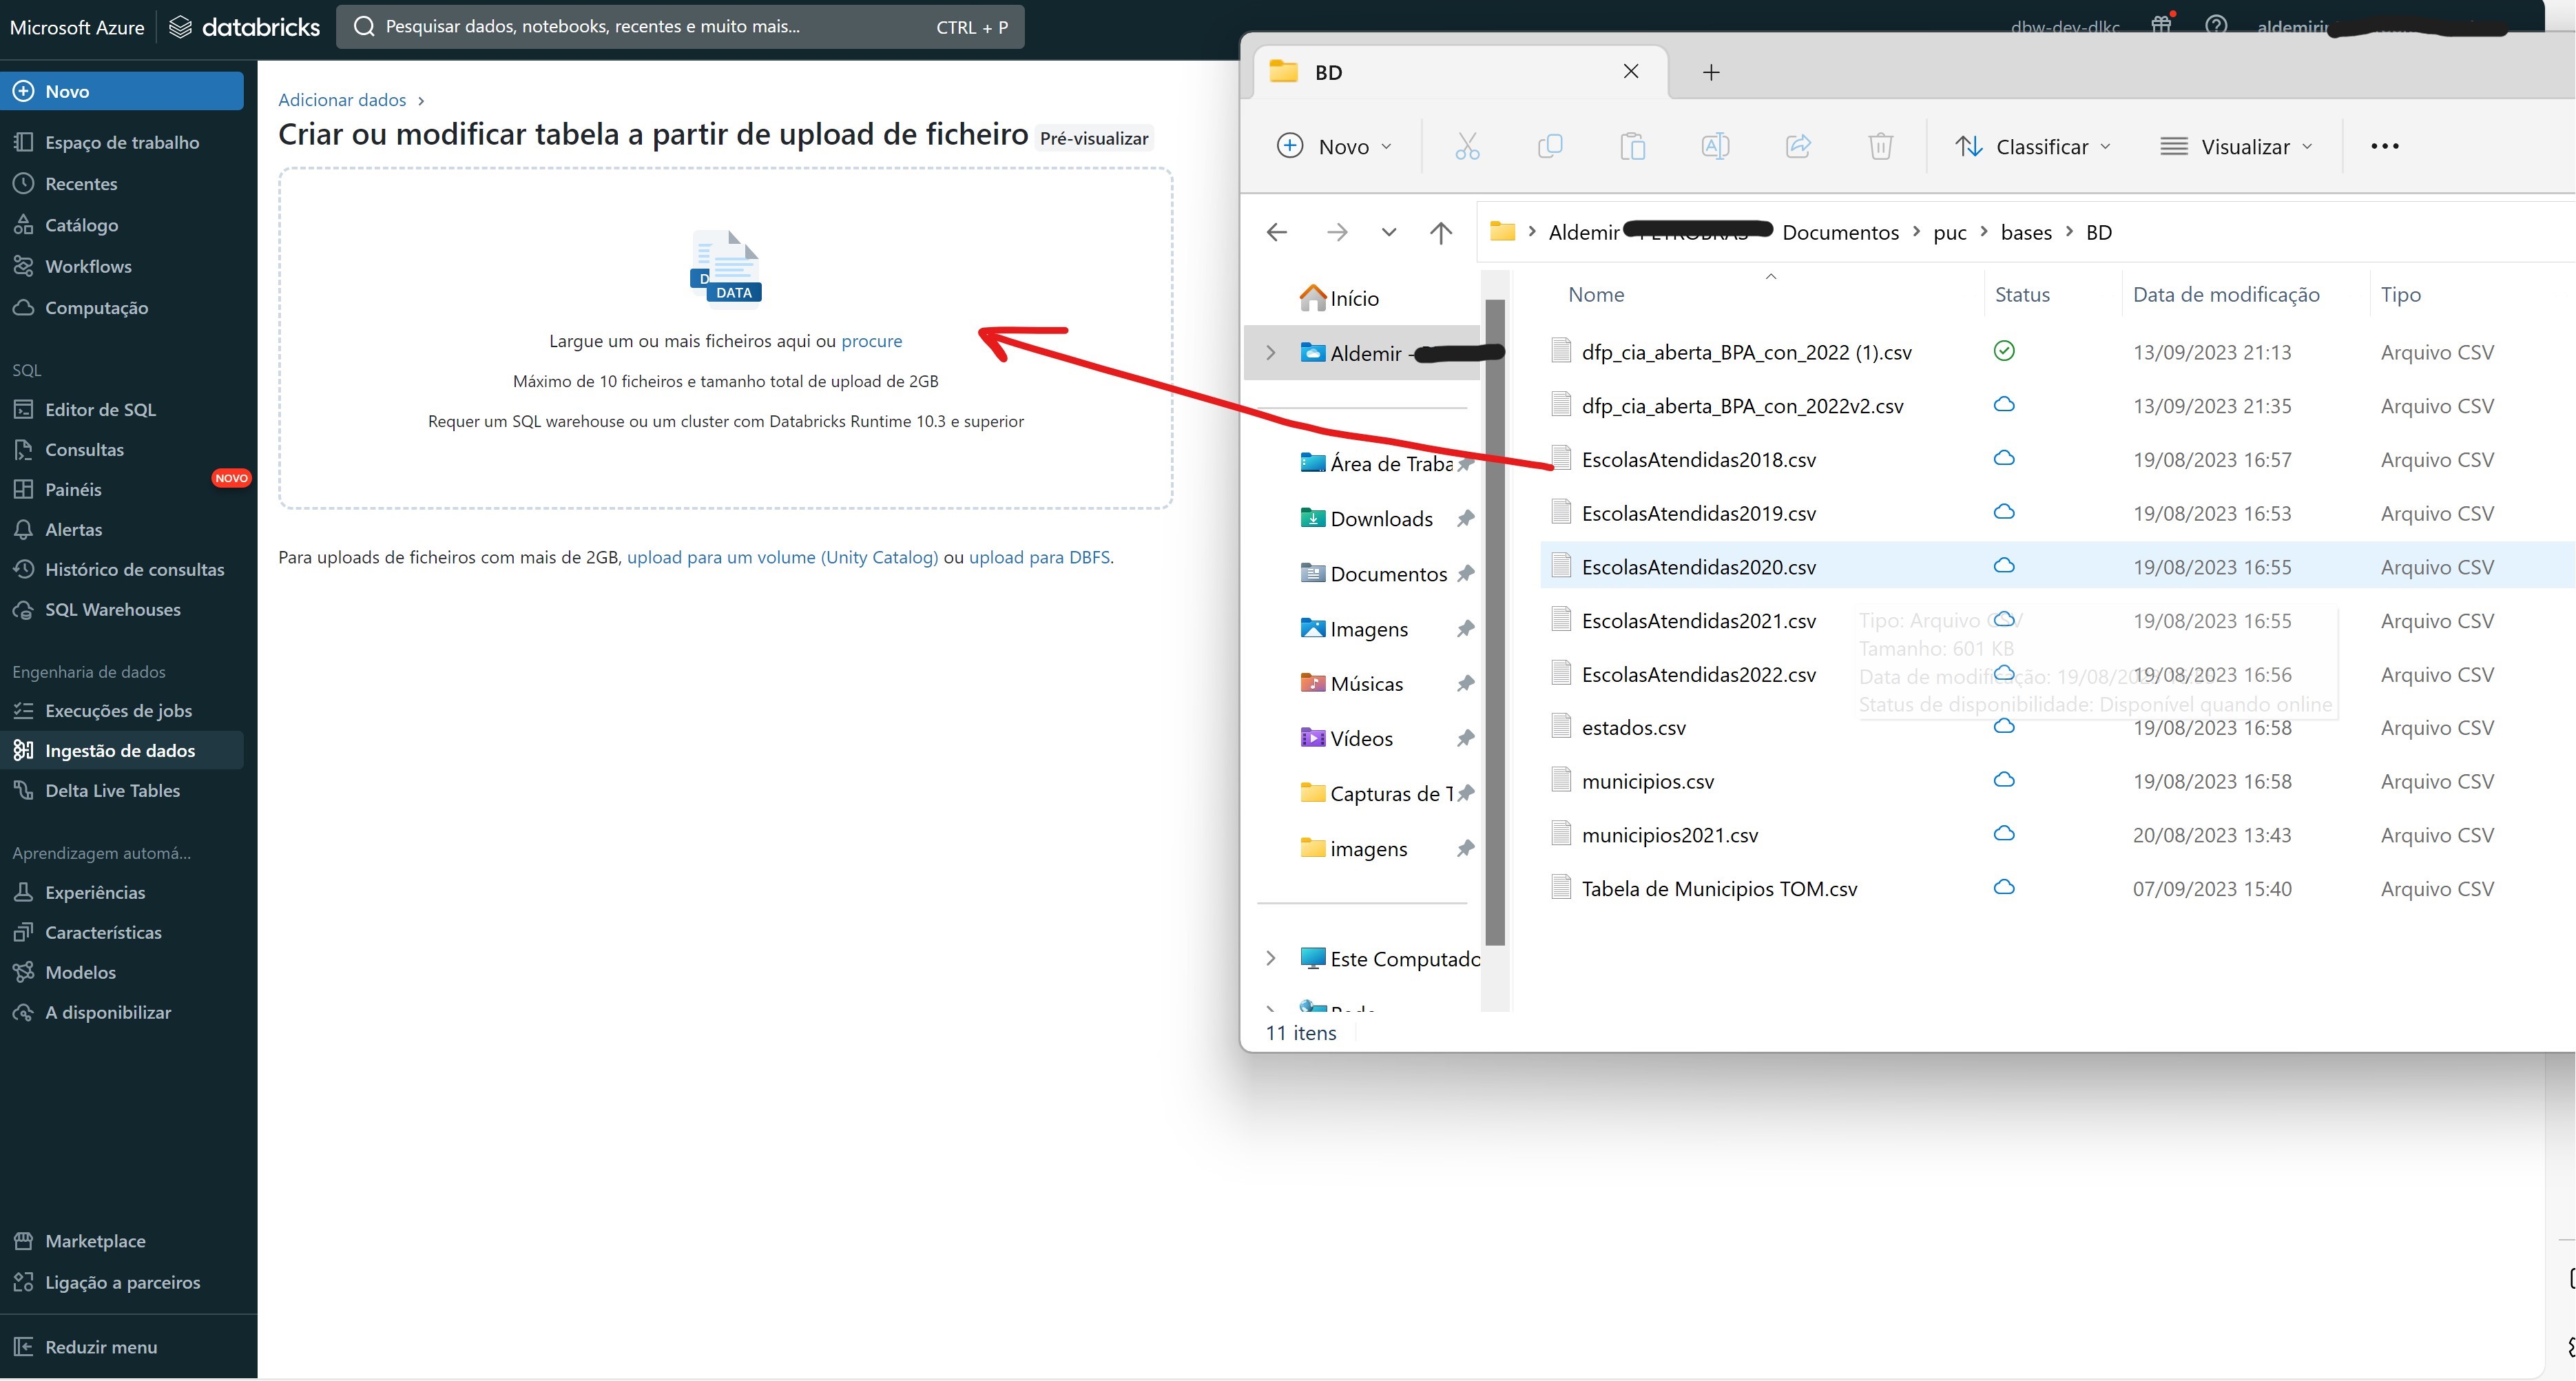 Microsoft Azure databricks
Pesquisar dados, notebooks, recentes e muito mais... CTRL + P
dbw-dev-dlkc
Novo
Espaço de trabalho
Recentes
Catálogo
Workflows
Computação
SQL
Editor de SQL
Consultas
Painéis NOVO
Alertas
Histórico de consultas
SQL Warehouses
Engenharia de dados
Execuções de jobs
Ingestão de dados
Delta Live Tables
Aprendizagem automá...
Experiências
Características
Modelos
A disponibilizar
Marketplace
Ligação a parceiros
Reduzir menu
Adicionar dados ›
Criar ou modificar tabela a partir de upload de ficheiro Pré-visualizar
DATA
Largue um ou mais ficheiros aqui ou procure
Máximo de 10 ficheiros e tamanho total de upload de 2GB
Requer um SQL warehouse ou um cluster com Databricks Runtime 10.3 e superior
Para uploads de ficheiros com mais de 2GB, upload para um volume (Unity Catalog) ou upload para DBFS.
BD
Novo Classificar Visualizar
Aldemir Documentos › puc › bases › BD
Início
Aldemir -
Área de Traba
Downloads
Documentos
Imagens
Músicas
Vídeos
Capturas de T
imagens
Este Computado
11 itens
Nome Status Data de modificação Tipo
dfp_cia_aberta_BPA_con_2022 (1).csv 13/09/2023 21:13 Arquivo CSV
dfp_cia_aberta_BPA_con_2022v2.csv 13/09/2023 21:35 Arquivo CSV
EscolasAtendidas2018.csv 19/08/2023 16:57 Arquivo CSV
EscolasAtendidas2019.csv 19/08/2023 16:53 Arquivo CSV
EscolasAtendidas2020.csv 19/08/2023 16:55 Arquivo CSV
EscolasAtendidas2021.csv 19/08/2023 16:55 Arquivo CSV
EscolasAtendidas2022.csv 19/08/2023 16:56 Arquivo CSV
estados.csv 19/08/2023 16:58 Arquivo CSV
municipios.csv 19/08/2023 16:58 Arquivo CSV
municipios2021.csv 20/08/2023 13:43 Arquivo CSV
Tabela de Municipios TOM.csv 07/09/2023 15:40 Arquivo CSV
Tipo: Arquivo CSV
Tamanho: 601 KB
Data de modificação: 19/08/
Status de disponibilidade: Disponível quando online